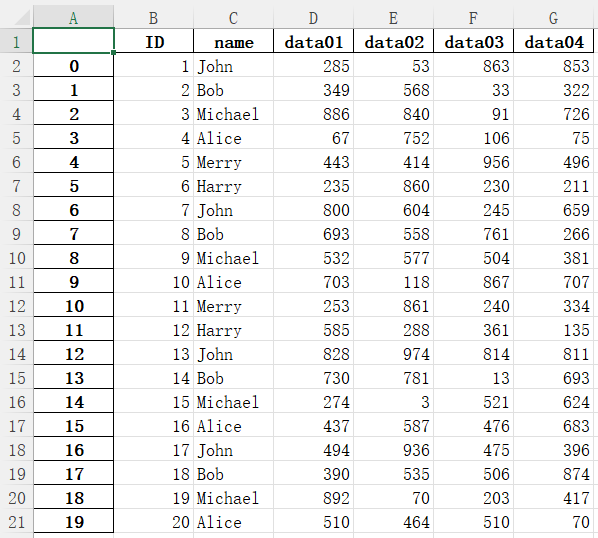 A B C D E F G
1 ID name data01 data02 data03 data04
2 0 1 John 285 53 863 853
3 1 2 Bob 349 568 33 322
4 2 3 Michael 886 840 91 726
5 3 4 Alice 67 752 106 75
6 4 5 Merry 443 414 956 496
7 5 6 Harry 235 860 230 211
8 6 7 John 800 604 245 659
9 7 8 Bob 693 558 761 266
10 8 9 Michael 532 577 504 381
11 9 10 Alice 703 118 867 707
12 10 11 Merry 253 861 240 334
13 11 12 Harry 585 288 361 135
14 12 13 John 828 974 814 811
15 13 14 Bob 730 781 13 693
16 14 15 Michael 274 3 521 624
17 15 16 Alice 437 587 476 683
18 16 17 John 494 936 475 396
19 17 18 Bob 390 535 506 874
20 18 19 Michael 892 70 203 417
21 19 20 Alice 510 464 510 70